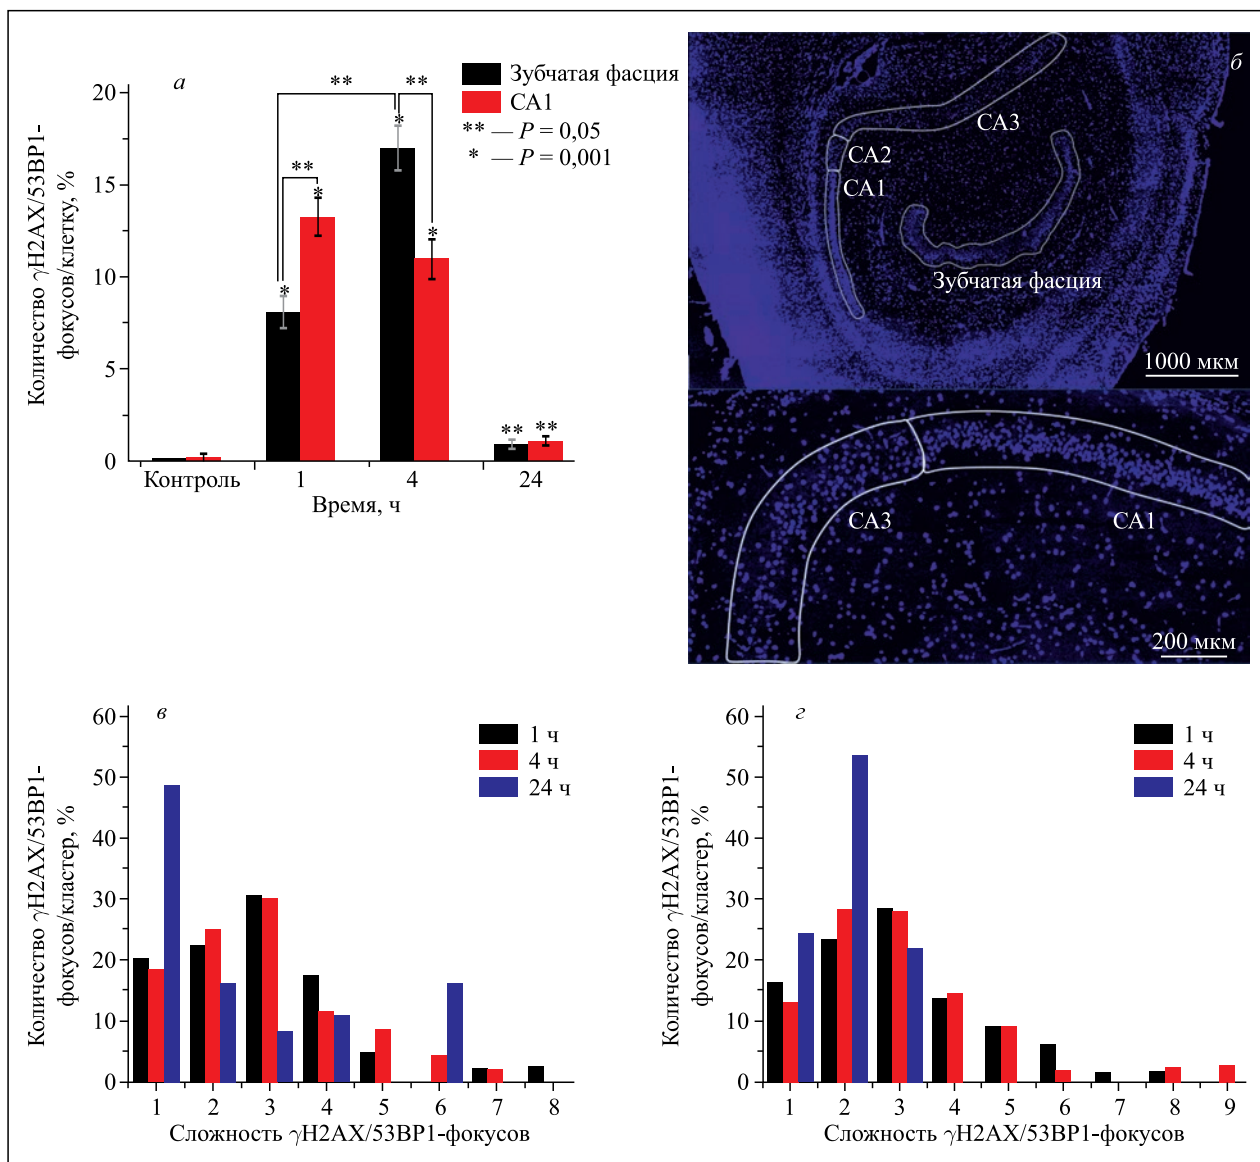 а
Количество γH2AX/53BP1-
фокусов/клетку, %
20
15
10
5
0
** **
Зубчатая фасция
CA1
** — P = 0,05
* — P = 0,001
*
**
*
*
*
** **
Контроль 1 4 24
Время, ч
б
CA3
CA2
CA1
Зубчатая фасция
1000 мкм
CA3
CA1
200 мкм
в
Количество γH2AX/53BP1-
фокусов/кластер, %
60
50
40
30
20
10
0
1 ч
4 ч
24 ч
1 2 3 4 5 6 7 8
Сложность γH2AX/53BP1-фокусов
г
Количество γH2AX/53BP1-
фокусов/кластер, %
60
50
40
30
20
10
0
1 ч
4 ч
24 ч
1 2 3 4 5 6 7 8 9
Сложность γH2AX/53BP1-фокусов